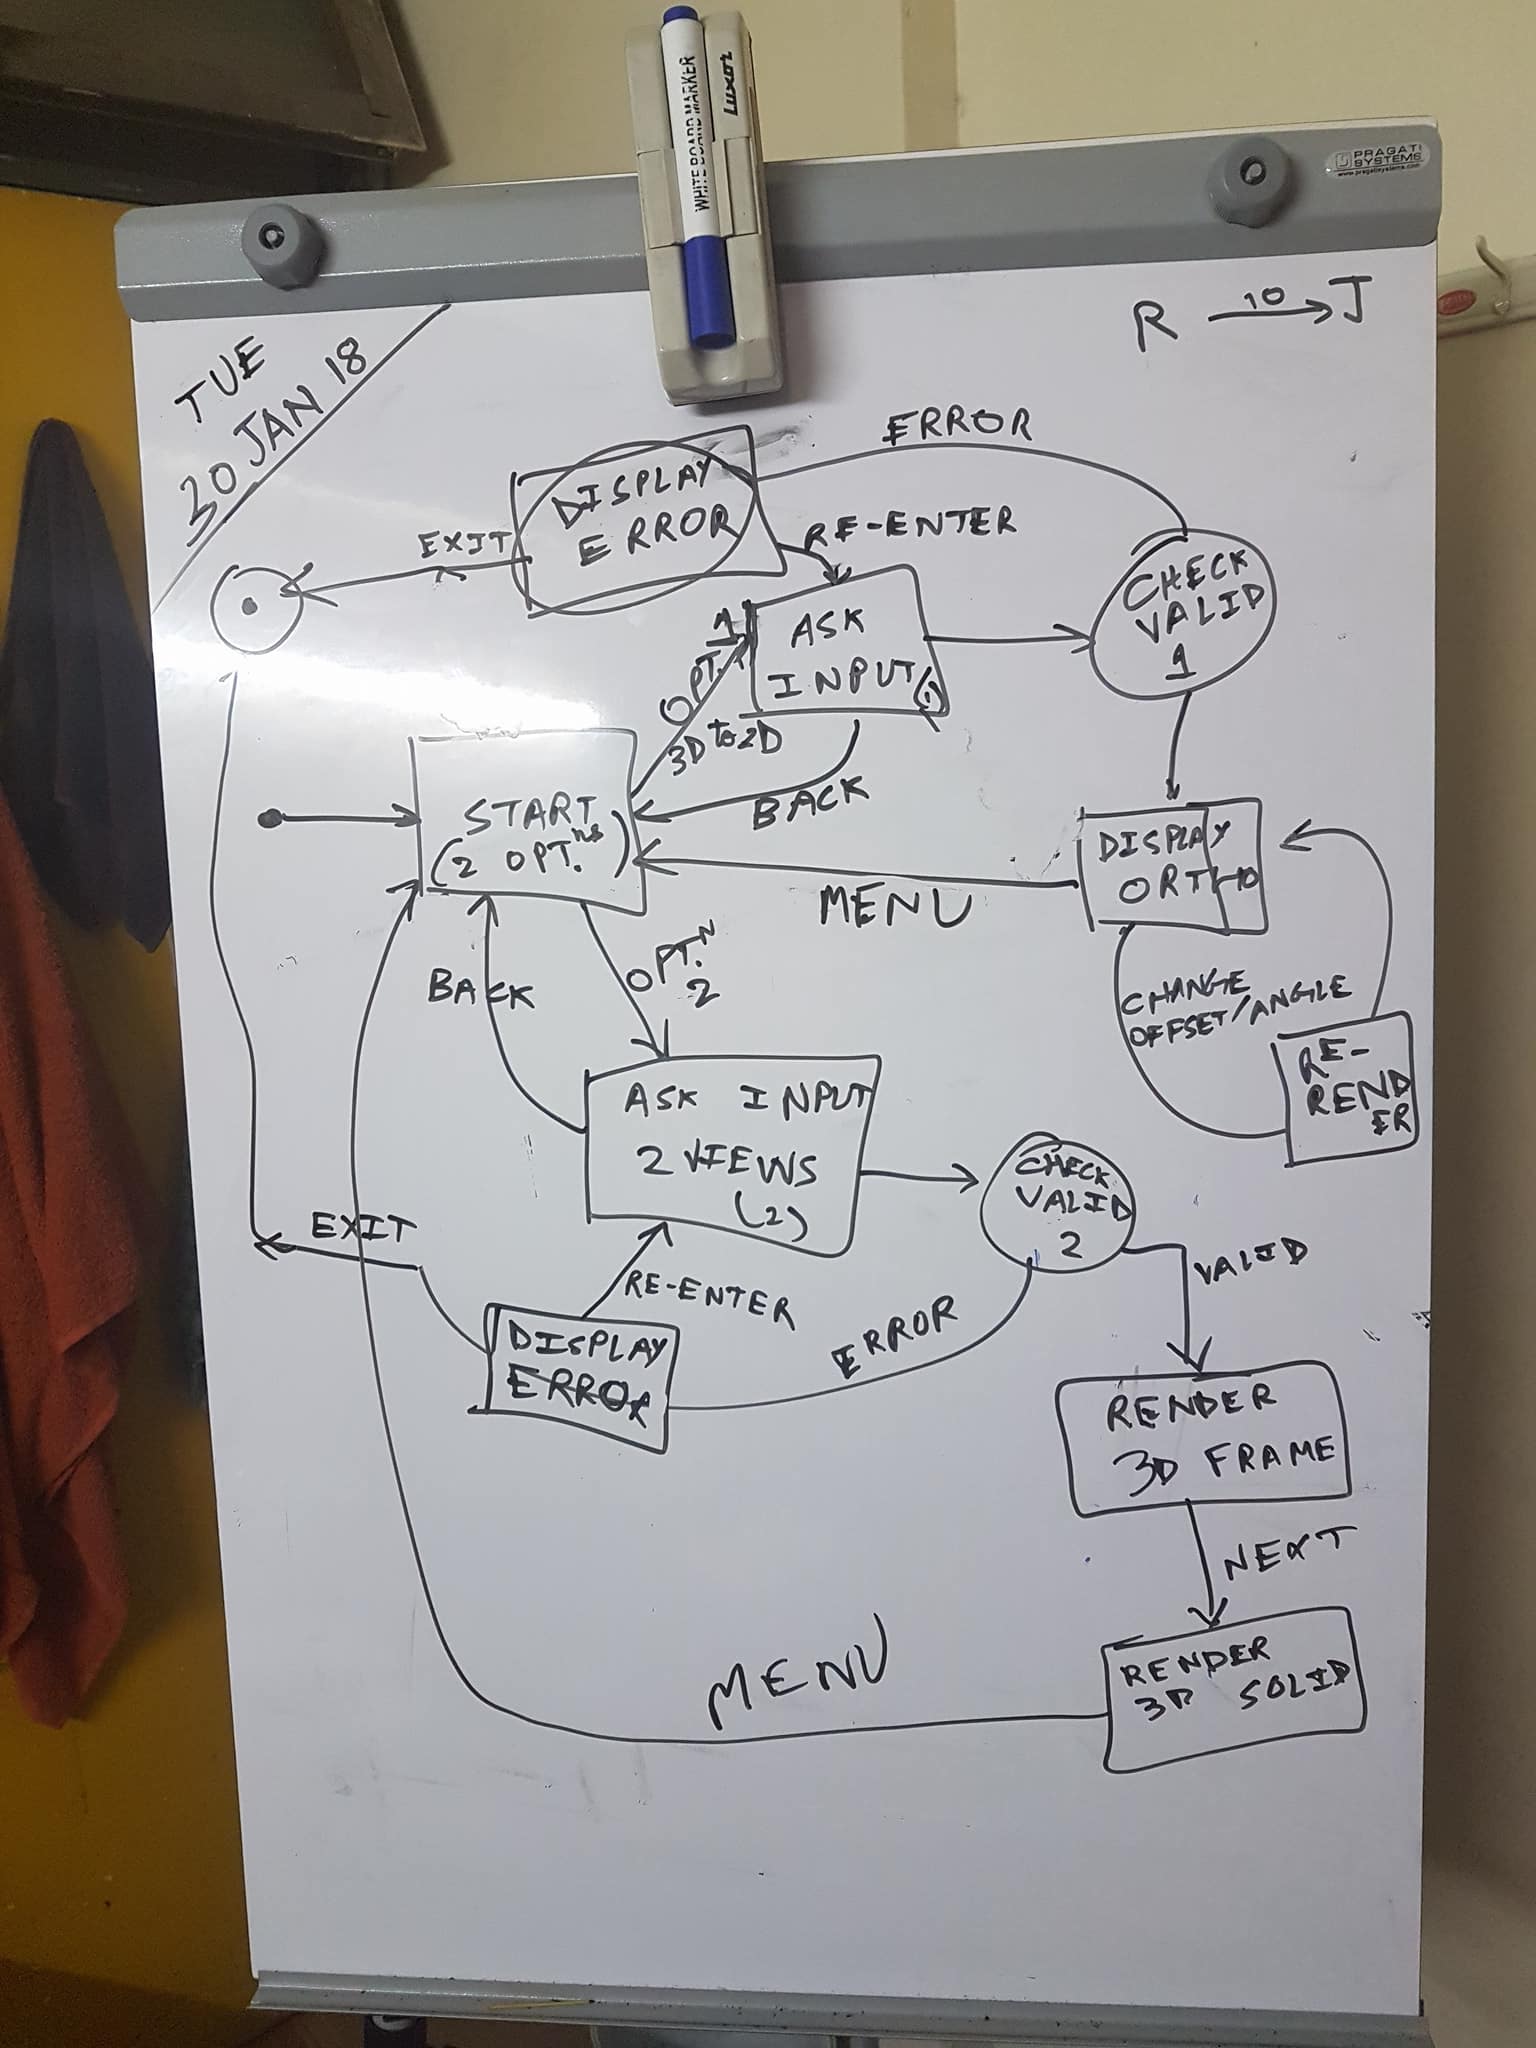 WHITE BOARD MARKER
Luxor
PRAGATI
SYSTEMS
www.pragatisystems.com
TUE
30 JAN 18
R 10 J
ERROR
DISPLAY
ERROR
EXIT
RE-ENTER
CHECK
VALID
1
ASK
INPUT (1)
OPT. 1
3D to 2D
BACK
START
(2 OPT.ns)
DISPLAY
ORTHO
MENU
BACK
OPT.N
2
CHANGE
OFFSET/ANGLE
RE-
REND
ER
ASK INPUT
2 VIEWS
(2)
CHECK
VALID
2
EXIT
RE-ENTER
VALID
DISPLAY
ERROR
ERROR
RENDER
3D FRAME
NEXT
RENDER
3D SOLID
MENU